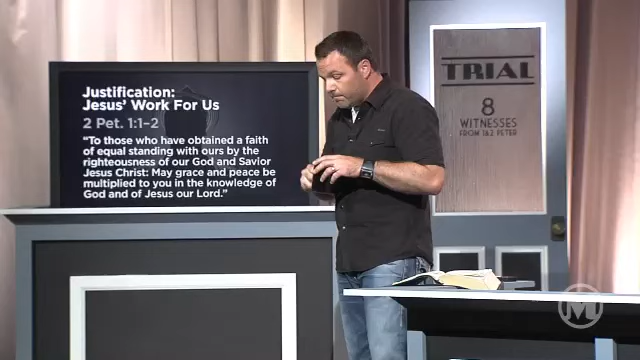 Justification:
Jesus' Work For Us
2 Pet. 1:1–2
"To those who have obtained a faith
of equal standing with ours by the
righteousness of our God and Savior
Jesus Christ: May grace and peace be
multiplied to you in the knowledge of
God and of Jesus our Lord."
TRIAL
8
WITNESSES
FROM 1&2 PETER
M